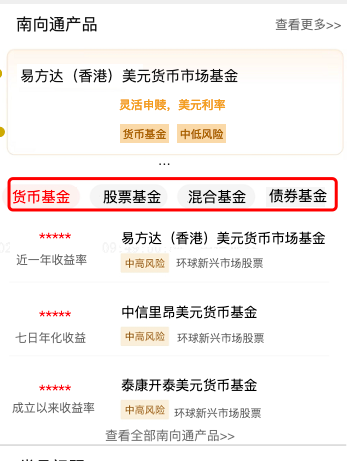 南向通产品 查看更多>>
易方达（香港）美元货币市场基金
灵活申赎，美元利率
货币基金 中低风险
...
货币基金 股票基金 混合基金 债券基金
***** 易方达（香港）美元货币市场基金
近一年收益率 中高风险 环球新兴市场股票
***** 中信里昂美元货币基金
七日年化收益 中高风险 环球新兴市场股票
***** 泰康开泰美元货币基金
成立以来收益率 中高风险 环球新兴市场股票
查看全部南向通产品>>